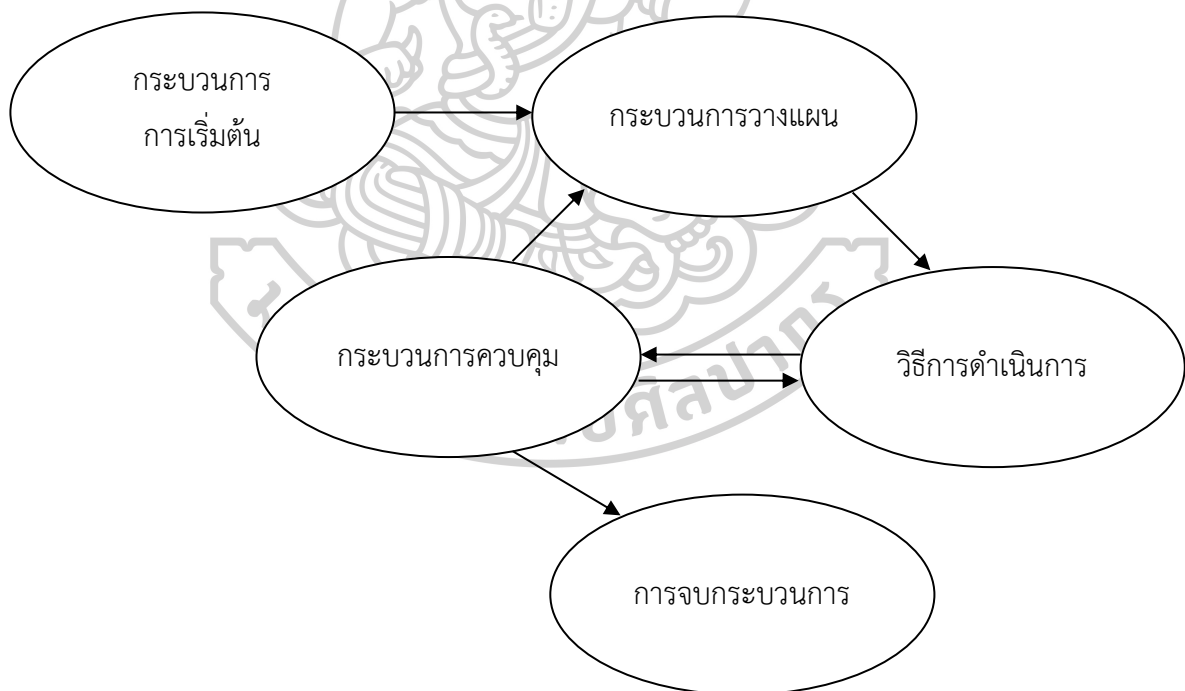 กระบวนการ
การเริ่มต้น
กระบวนการวางแผน
กระบวนการควบคุม
วิธีการดำเนินการ
การจบกระบวนการ